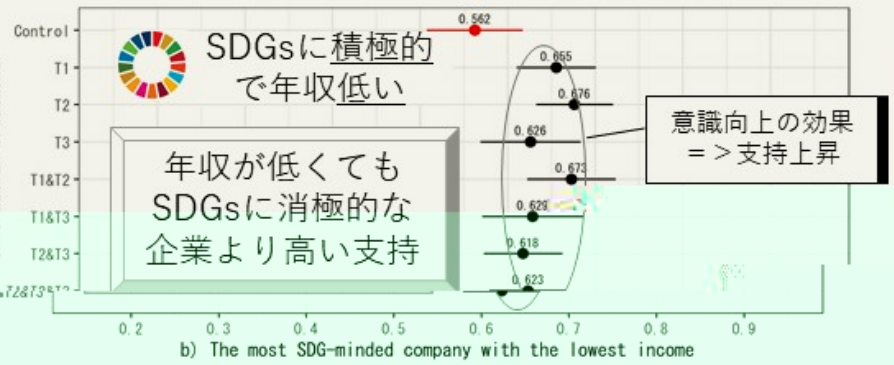 Control
0.562
SDGsに積極的
で年収低い
T1
0.655
T2
0.676
意識向上の効果
=>支持上昇
T3
0.626
年収が低くても
SDGsに消極的な
企業より高い支持
T1&T2
0.673
T1&T3
0.629
T2&T3
0.618
0.623
0.2 0.3 0.4 0.5 0.6 0.7 0.8 0.9
b) The most SDG-minded company with the lowest income